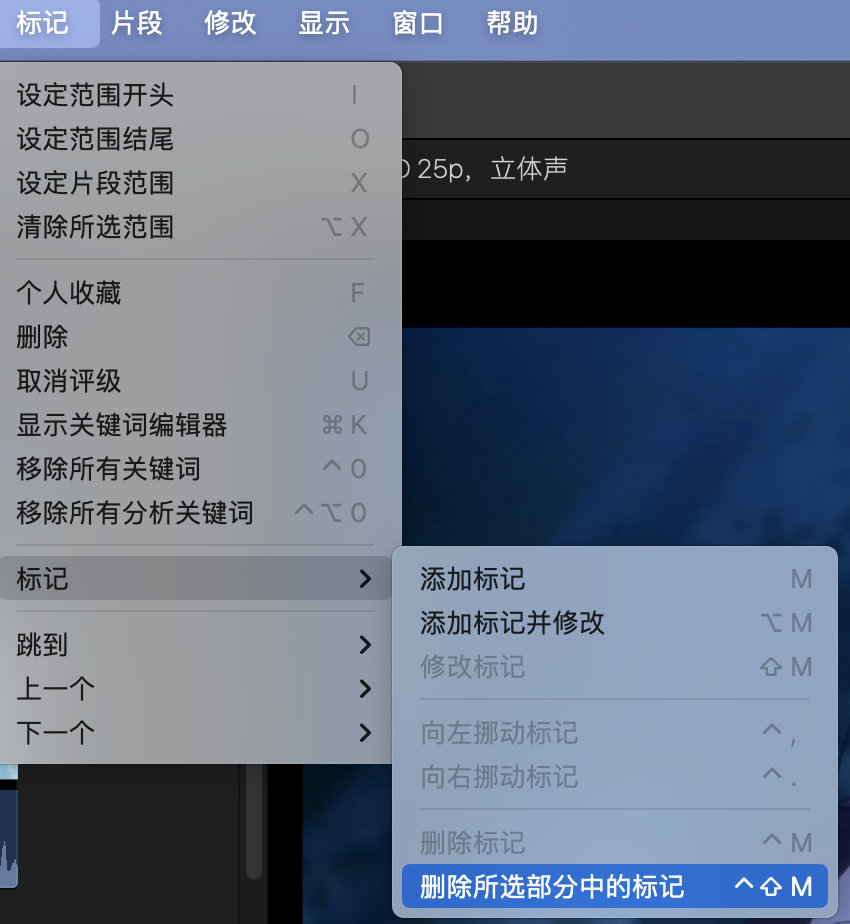 标记 片段 修改 显示 窗口 帮助
设定范围开头 I
设定范围结尾 O
设定片段范围 X
清除所选范围 ⌥ X
25p，立体声
个人收藏 F
删除 ⌫
取消评级 U
显示关键词编辑器 ⌘ K
移除所有关键词 ^ 0
移除所有分析关键词 ^ ⌥ 0
标记
跳到
上一个
下一个
添加标记 M
添加标记并修改 ⌥ M
修改标记 ⇧ M
向左挪动标记 ^ ,
向右挪动标记 ^ .
删除标记 ^ M
删除所选部分中的标记 ^ ⇧ M